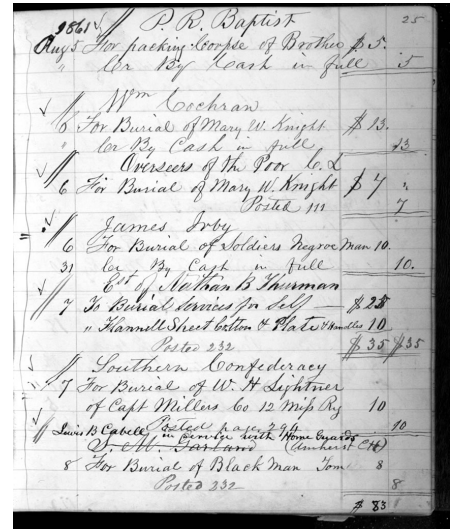 25
1861 P. R. Baptist
Aug 5 For packing Corpse of Brother $5.
" Cr By Cash in full 5
Wm Cochran
6 For Burial of Mary W. Knight $13.
" Cr By Cash in full 13
Overseers of the Poor C. L
6 For Burial of Mary W. Knight $7 "
Posted 111 7
James Irby
6 For Burial of Soldiers Negroe Man 10.
31 Cr By Cash in full 10.
Est of Nathan B Thurman
7 To Burial Services for Self $25
" Flannell Sheet Cotton & Plate & Handles 10
Posted 232 $35 $35
Southern Confederacy
7 For Burial of W. H Lightner
of Capt Millers Co 12 Miss Rg 10
Posted page 294 10
Lewis B Cabell in Service with Home Guards
S. M. Garland (Amherst CH)
8 For Burial of Black Man Tom 8
Posted 232 8
$83